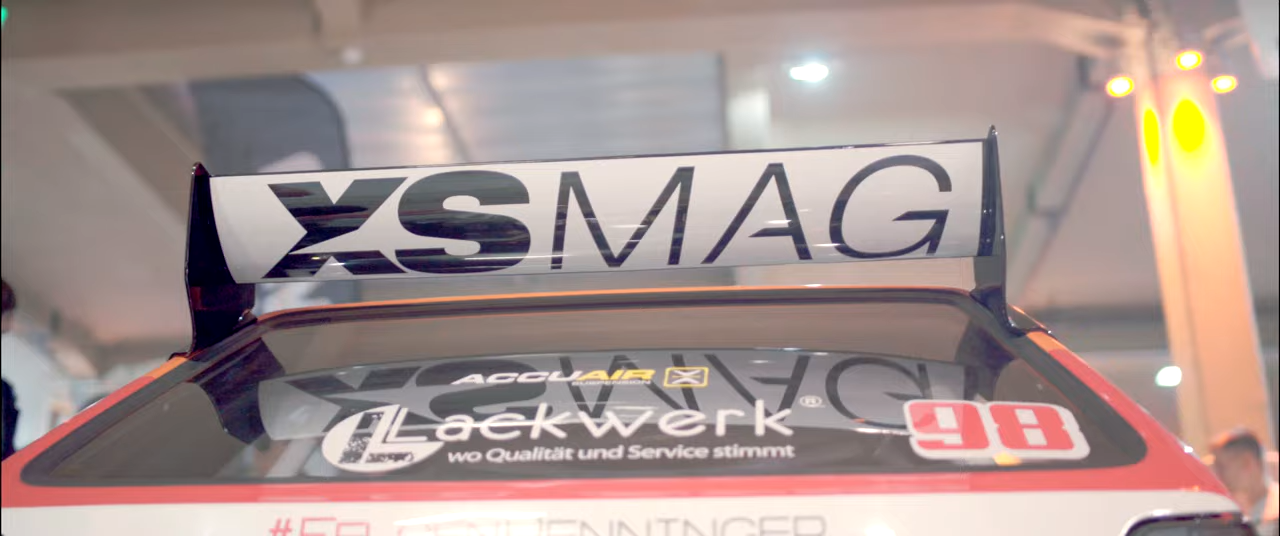 XSMAG
ACCUAIR
SUSPENSION
Lackwerk®
wo Qualität und Service stimmt
98